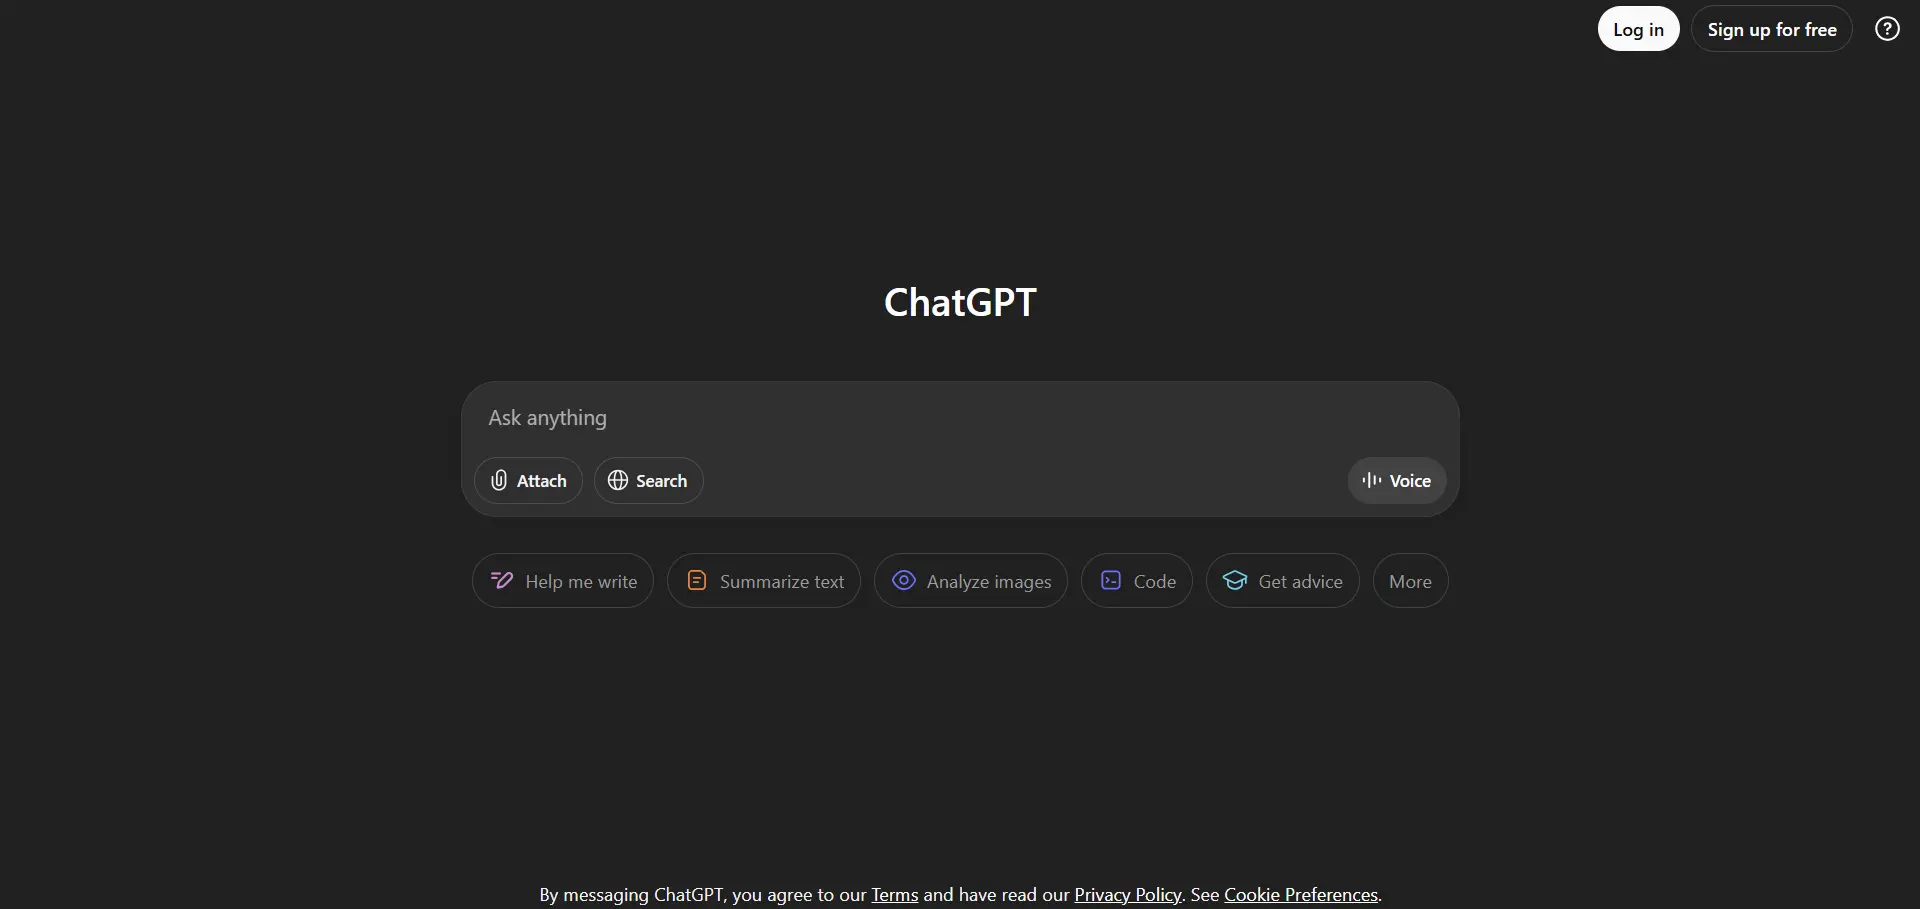 Log in
Sign up for free
ChatGPT
Ask anything
Attach
Search
Voice
Help me write
Summarize text
Analyze images
Code
Get advice
More
By messaging ChatGPT, you agree to our Terms and have read our Privacy Policy. See Cookie Preferences.